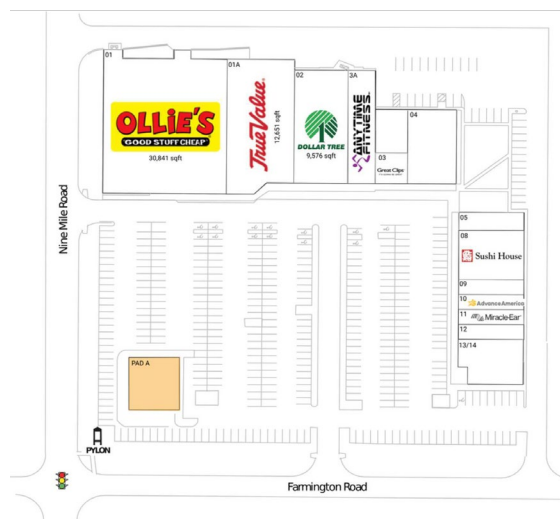 01
OLLIE'S
GOOD STUFF CHEAP
30,841 sqft
01A
True Value®
12,651 sqft
02
DOLLAR TREE
9,576 sqft
3A
ANYTIME
FITNESS®
03
Great Clips
04
05
08
Sushi House
09
10
Advance America
11
Miracle-Ear
12
13/14
Nine Mile Road
PAD A
PYLON
Farmington Road